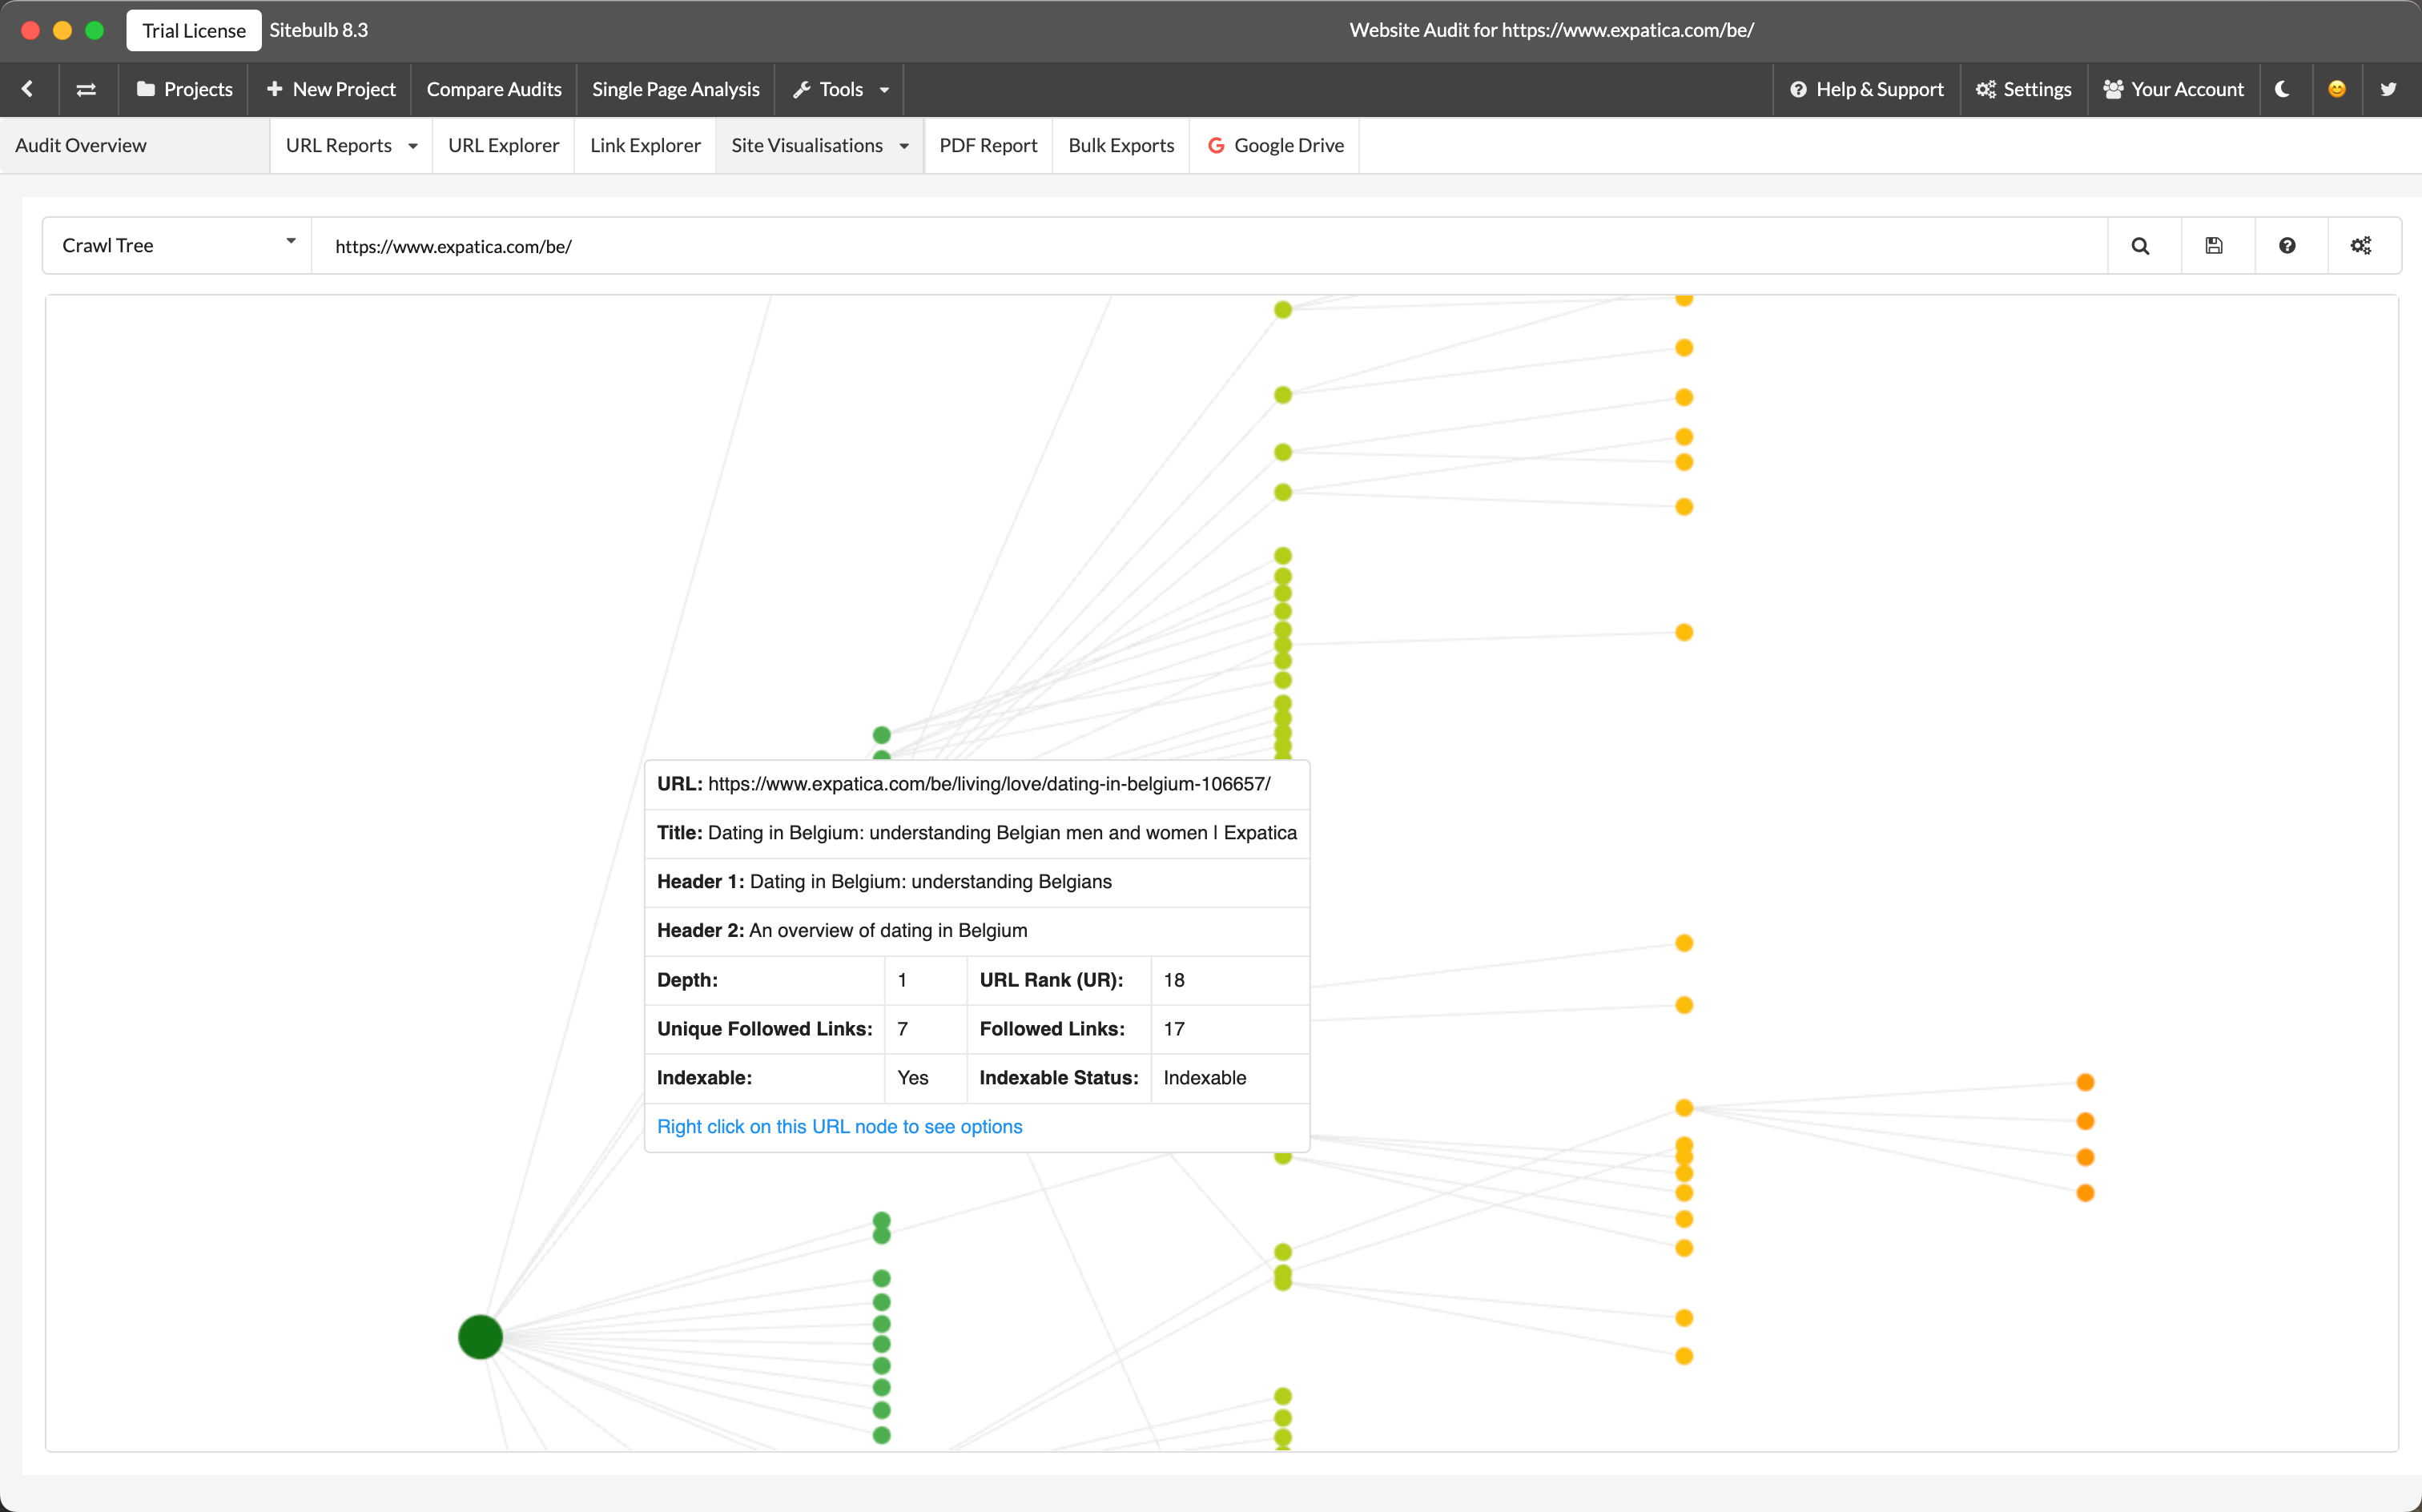 Trial License Sitebulb 8.3 Website Audit for https://www.expatica.com/be/
Projects New Project Compare Audits Single Page Analysis Tools Help & Support Settings Your Account
Audit Overview URL Reports URL Explorer Link Explorer Site Visualisations PDF Report Bulk Exports Google Drive
Crawl Tree https://www.expatica.com/be/
URL: https://www.expatica.com/be/living/love/dating-in-belgium-106657/
Title: Dating in Belgium: understanding Belgian men and women | Expatica
Header 1: Dating in Belgium: understanding Belgians
Header 2: An overview of dating in Belgium
Depth: 1 URL Rank (UR): 18
Unique Followed Links: 7 Followed Links: 17
Indexable: Yes Indexable Status: Indexable
Right click on this URL node to see options